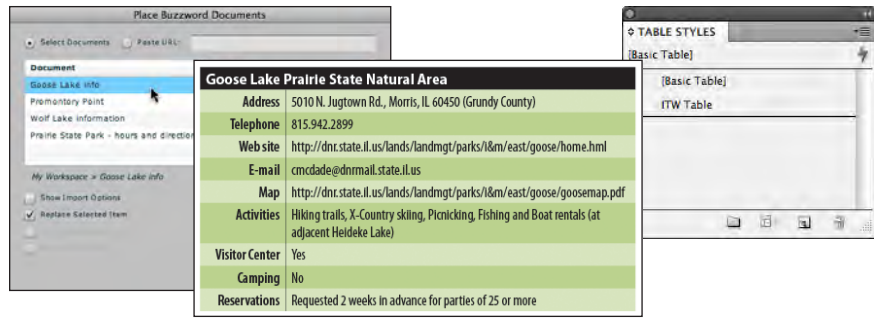 Place Buzzword Documents
Select Documents Paste URL:
Document
Goose Lake info
Promontory Point
Wolf Lake information
Prairie State Park - hours and direction
My Workspace » Goose Lake info
Show Import Options
Replace Selected Item
Goose Lake Prairie State Natural Area
Address 5010 N. Jugtown Rd., Morris, IL 60450 (Grundy County)
Telephone 815.942.2899
Web site http://dnr.state.il.us/lands/landmgt/parks/i&m/east/goose/home.hml
E-mail cmcdade@dnrmail.state.il.us
Map http://dnr.state.il.us/lands/landmgt/parks/i&m/east/goose/goosemap.pdf
Activities Hiking trails, X-Country skiing, Picnicking, Fishing and Boat rentals (at
adjacent Heideke Lake)
Visitor Center Yes
Camping No
Reservations Requested 2 weeks in advance for parties of 25 or more
TABLE STYLES
[Basic Table]
[Basic Table]
ITW Table